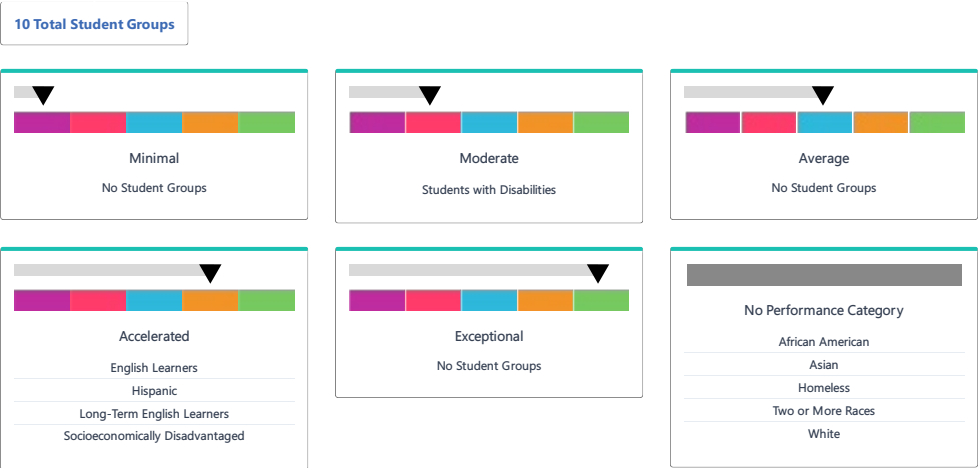 10 Total Student Groups
Minimal
No Student Groups
Moderate
Students with Disabilities
Average
No Student Groups
Accelerated
English Learners
Hispanic
Long-Term English Learners
Socioeconomically Disadvantaged
Exceptional
No Student Groups
No Performance Category
African American
Asian
Homeless
Two or More Races
White